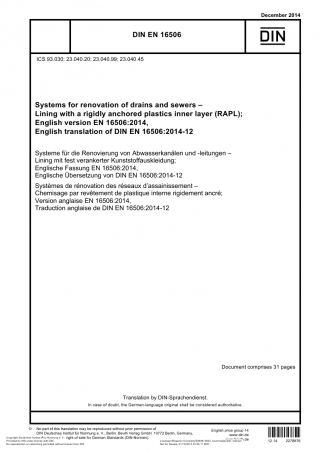 December 2014
DIN EN 16506
DIN
ICS 93.030; 23.040.20; 23.040.99; 23.040.45
Systems for renovation of drains and sewers –
Lining with a rigidly anchored plastics inner layer (RAPL);
English version EN 16506:2014,
English translation of DIN EN 16506:2014-12
Systeme für die Renovierung von Abwasserkanälen und -leitungen –
Lining mit fest verankerter Kunststoffauskleidung;
Englische Fassung EN 16506:2014,
Englische Übersetzung von DIN EN 16506:2014-12
Systèmes de rénovation des réseaux d'assainissement –
Chemisage par revêtement de plastique interne rigidement ancré;
Version anglaise EN 16506:2014,
Traduction anglaise de DIN EN 16506:2014-12
Document comprises 31 pages
Translation by DIN-Sprachendienst.
In case of doubt, the German-language original shall be considered authoritative.
© No part of this translation may be reproduced without prior permission of
DIN Deutsches Institut für Normung e. V., Berlin. Beuth Verlag GmbH, 10772 Berlin, Germany,
right of sale for German Standards (DIN-Normen).
English price group 14
www.din.de
12.14